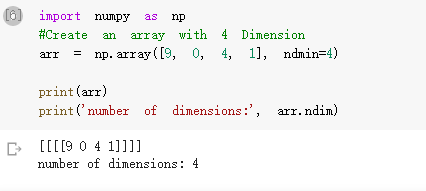 [6] import numpy as np
#Create an array with 4 Dimension
arr = np.array([9, 0, 4, 1], ndmin=4)
print(arr)
print('number of dimensions:', arr.ndim)
[[[[9 0 4 1]]]]
number of dimensions: 4